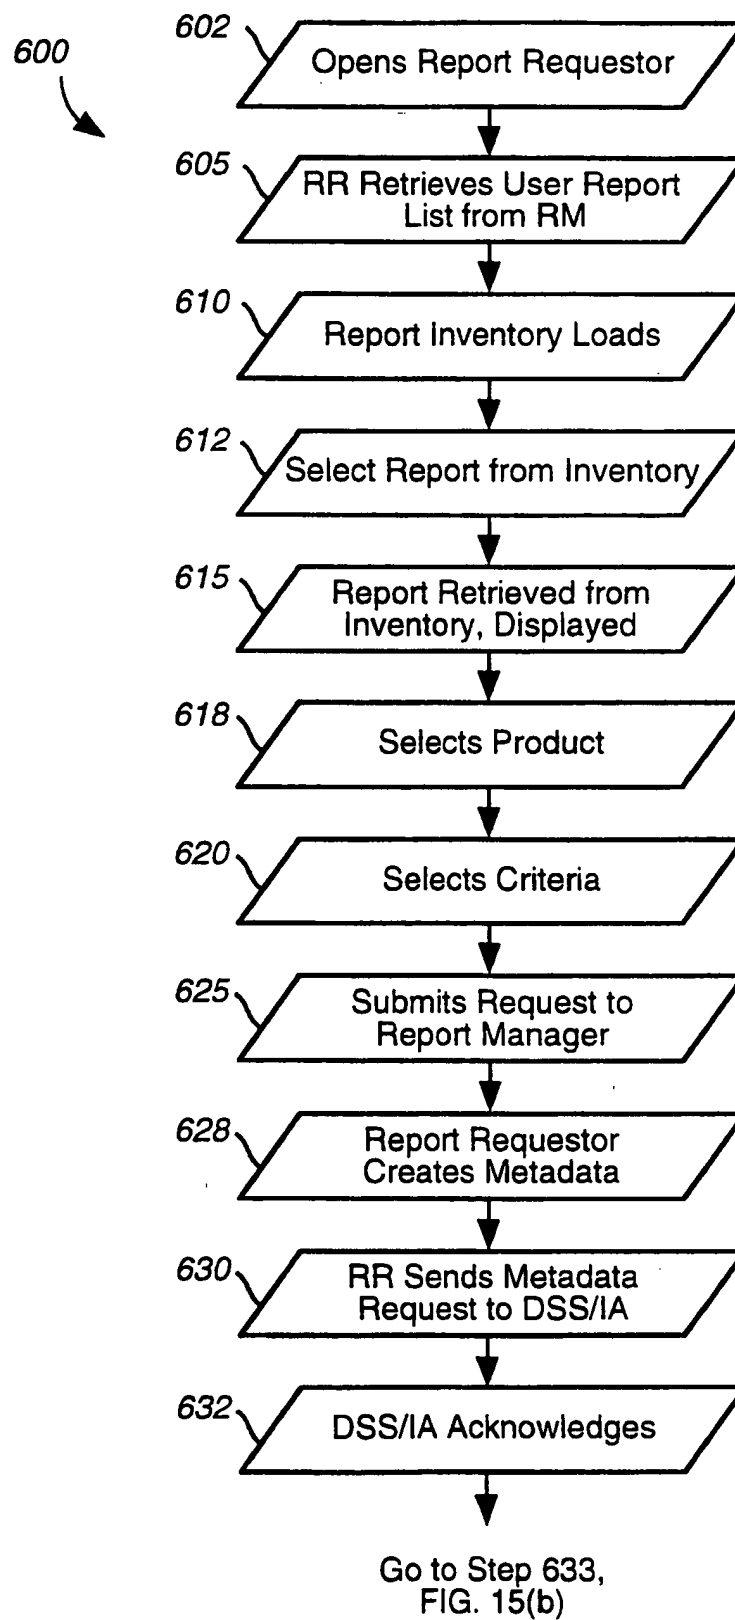 600
602
Opens Report Requestor
605
RR Retrieves User Report
List from RM
610
Report Inventory Loads
612
Select Report from Inventory
615
Report Retrieved from
Inventory, Displayed
618
Selects Product
620
Selects Criteria
625
Submits Request to
Report Manager
628
Report Requestor
Creates Metadata
630
RR Sends Metadata
Request to DSS/IA
632
DSS/IA Acknowledges
Go to Step 633,
FIG. 15(b)